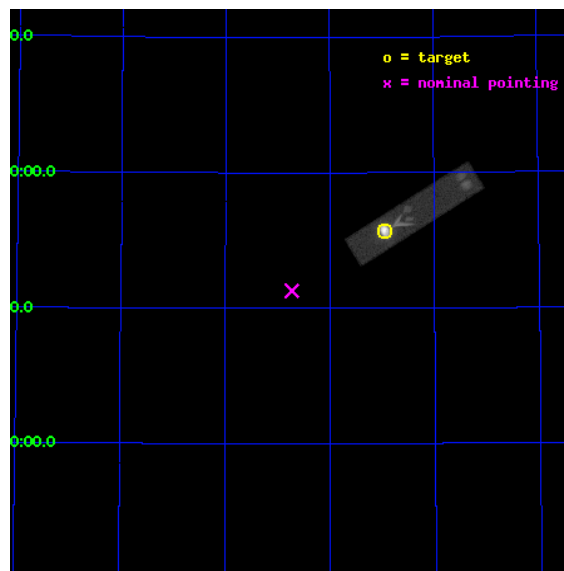 0.0
o = target
x = nominal pointing
0:00.0
0.0
0:00.0